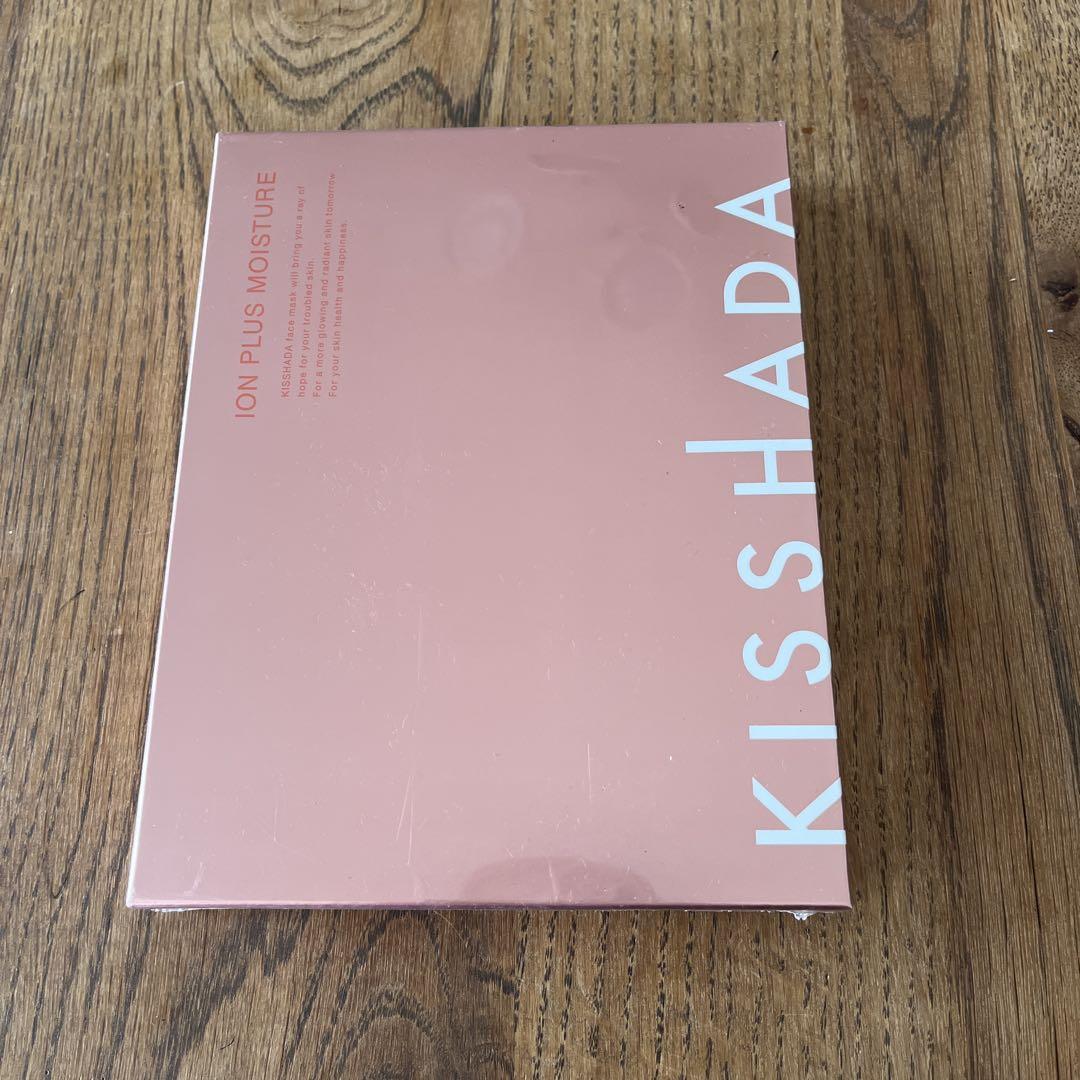 ION PLUS MOISTURE
KISSHADA face mask will bring you a ray of
hope for your troubled skin.
For a more glowing and radiant skin tomorrow
For your skin health and happiness.
KISSHADA